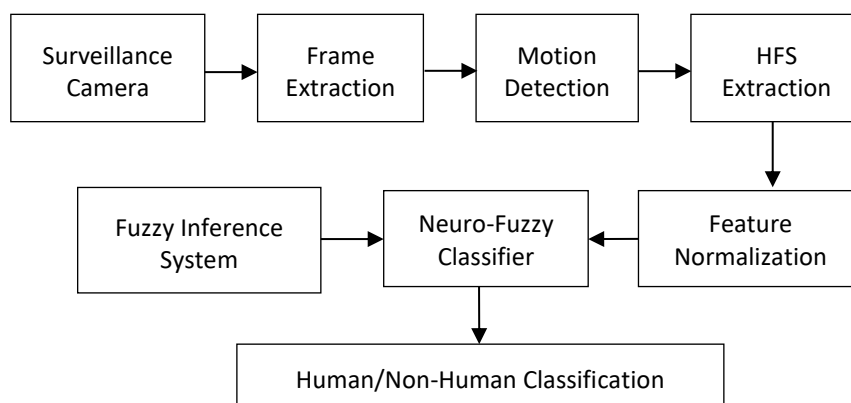 Surveillance
Camera
Frame
Extraction
Motion
Detection
HFS
Extraction
Fuzzy Inference
System
Neuro-Fuzzy
Classifier
Feature
Normalization
Human/Non-Human Classification